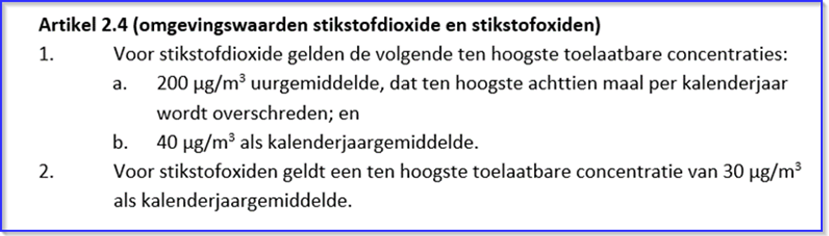 Artikel 2.4 (omgevingswaarden stikstofdioxide en stikstofoxiden)
1. Voor stikstofdioxide gelden de volgende ten hoogste toelaatbare concentraties:
a. 200 µg/m³ uurgemiddelde, dat ten hoogste achttien maal per kalenderjaar
wordt overschreden; en
b. 40 µg/m³ als kalenderjaargemiddelde.
2. Voor stikstofoxiden geldt een ten hoogste toelaatbare concentratie van 30 µg/m³
als kalenderjaargemiddelde.